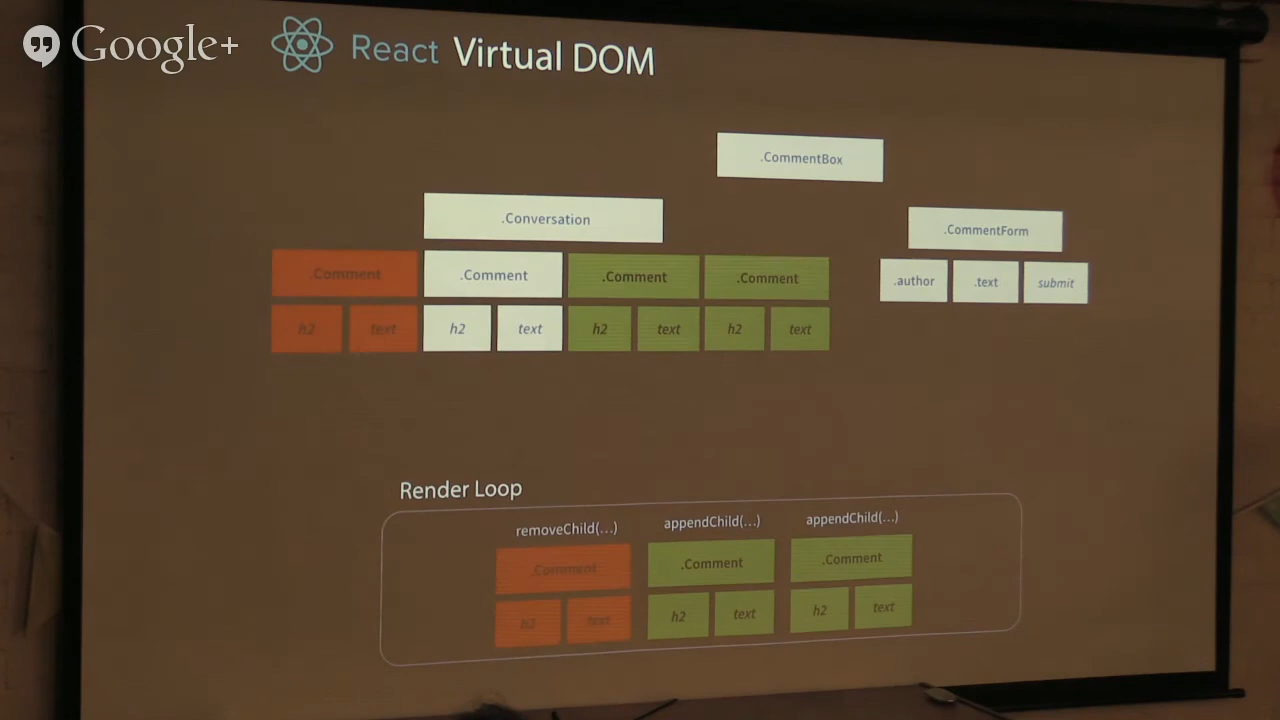 Google+
React Virtual DOM
.CommentBox
.Conversation
.CommentForm
.Comment .Comment .Comment .Comment
.author .text submit
h2 text h2 text h2 text h2 text
Render Loop
removeChild(...) appendChild(...) appendChild(...)
.Comment .Comment .Comment
h2 text h2 text h2 text